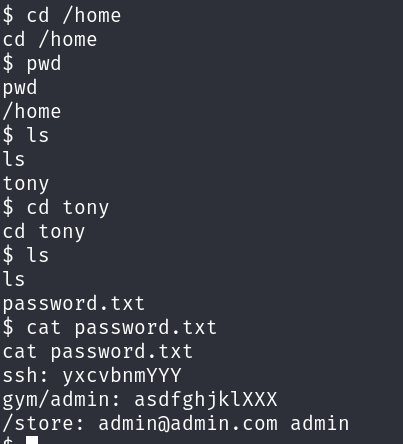 $ cd /home
cd /home
$ pwd
pwd
/home
$ ls
ls
tony
$ cd tony
cd tony
$ ls
ls
password.txt
$ cat password.txt
cat password.txt
ssh: yxcvbnmYYY
gym/admin: asdfghjklXXX
/store: admin@admin.com admin
$